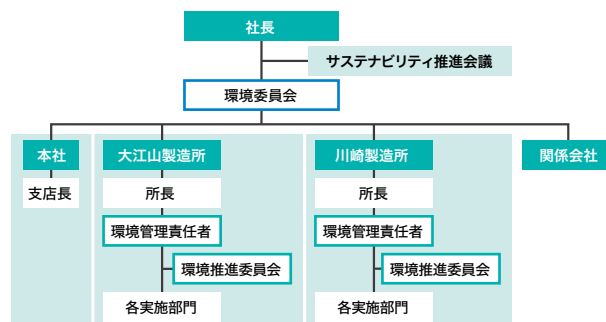 社長
サステナビリティ推進会議
環境委員会
本社
支店長
大江山製造所
所長
環境管理責任者
環境推進委員会
各実施部門
川崎製造所
所長
環境管理責任者
環境推進委員会
各実施部門
関係会社